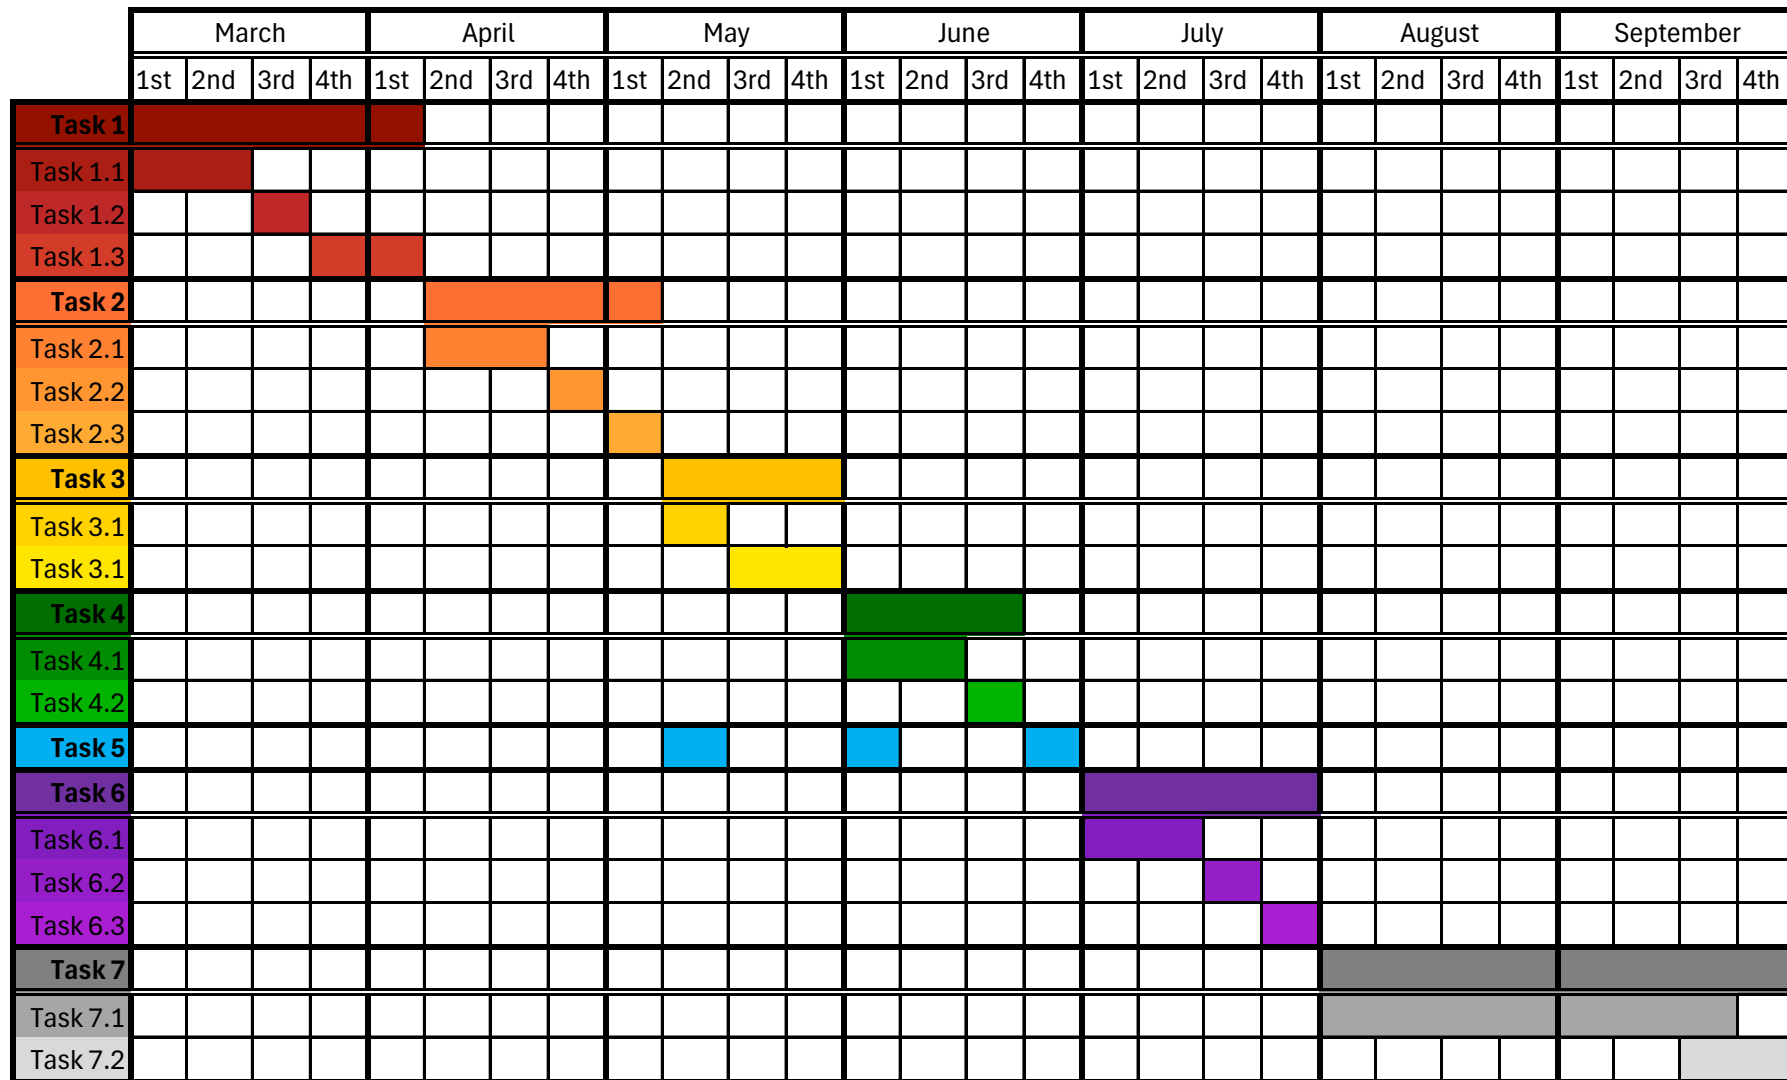 March April May June July August September
1st 2nd 3rd 4th 1st 2nd 3rd 4th 1st 2nd 3rd 4th 1st 2nd 3rd 4th 1st 2nd 3rd 4th 1st 2nd 3rd 4th 1st 2nd 3rd 4th
Task 1
Task 1.1
Task 1.2
Task 1.3
Task 2
Task 2.1
Task 2.2
Task 2.3
Task 3
Task 3.1
Task 3.1
Task 4
Task 4.1
Task 4.2
Task 5
Task 6
Task 6.1
Task 6.2
Task 6.3
Task 7
Task 7.1
Task 7.2